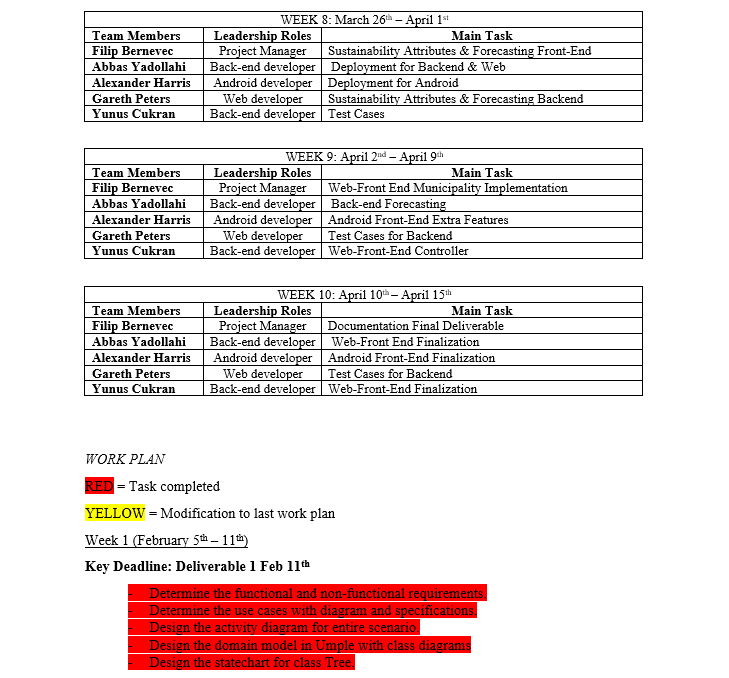 WEEK 8: March 26th – April 1st
Team Members Leadership Roles Main Task
Filip Bernevec Project Manager Sustainability Attributes & Forecasting Front-End
Abbas Yadollahi Back-end developer Deployment for Backend & Web
Alexander Harris Android developer Deployment for Android
Gareth Peters Web developer Sustainability Attributes & Forecasting Backend
Yunus Cukran Back-end developer Test Cases
WEEK 9: April 2nd – April 9th
Team Members Leadership Roles Main Task
Filip Bernevec Project Manager Web-Front End Municipality Implementation
Abbas Yadollahi Back-end developer Back-end Forecasting
Alexander Harris Android developer Android Front-End Extra Features
Gareth Peters Web developer Test Cases for Backend
Yunus Cukran Back-end developer Web-Front-End Controller
WEEK 10: April 10th – April 15th
Team Members Leadership Roles Main Task
Filip Bernevec Project Manager Documentation Final Deliverable
Abbas Yadollahi Back-end developer Web-Front End Finalization
Alexander Harris Android developer Android Front-End Finalization
Gareth Peters Web developer Test Cases for Backend
Yunus Cukran Back-end developer Web-Front-End Finalization
WORK PLAN
RED = Task completed
YELLOW = Modification to last work plan
Week 1 (February 5th – 11th)
Key Deadline: Deliverable 1 Feb 11th
- Determine the functional and non-functional requirements.
- Determine the use cases with diagram and specifications.
- Design the activity diagram for entire scenario.
- Design the domain model in Umple with class diagrams
- Design the statechart for class Tree.